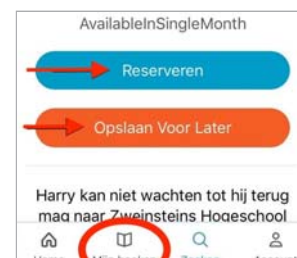 AvailableInSingleMonth
Reserveren
Opslaan Voor Later
Harry kan niet wachten tot hij terug
mag naar Zweinsteins Hogeschool